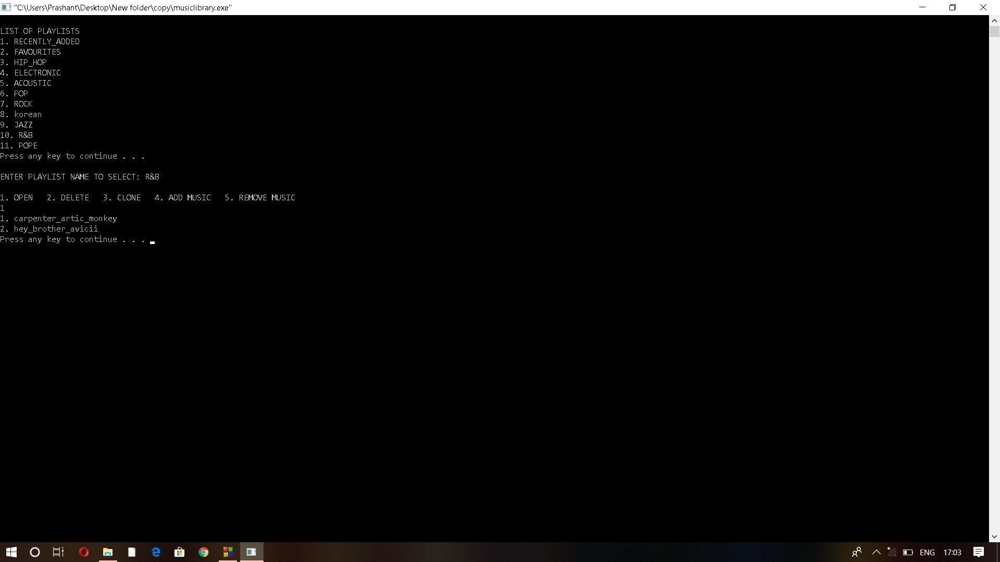 "C:\Users\Prashant\Desktop\New folder\copy\musiclibrary.exe"
LIST OF PLAYLISTS
1. RECENTLY_ADDED
2. FAVOURITES
3. HIP_HOP
4. ELECTRONIC
5. ACOUSTIC
6. POP
7. ROCK
8. korean
9. JAZZ
10. R&B
11. POPE
Press any key to continue . . .
ENTER PLAYLIST NAME TO SELECT: R&B
1. OPEN   2. DELETE   3. CLONE   4. ADD MUSIC   5. REMOVE MUSIC
1
1. carpenter_artic_monkey
2. hey_brother_avicii
Press any key to continue . . .
ENG 17:03